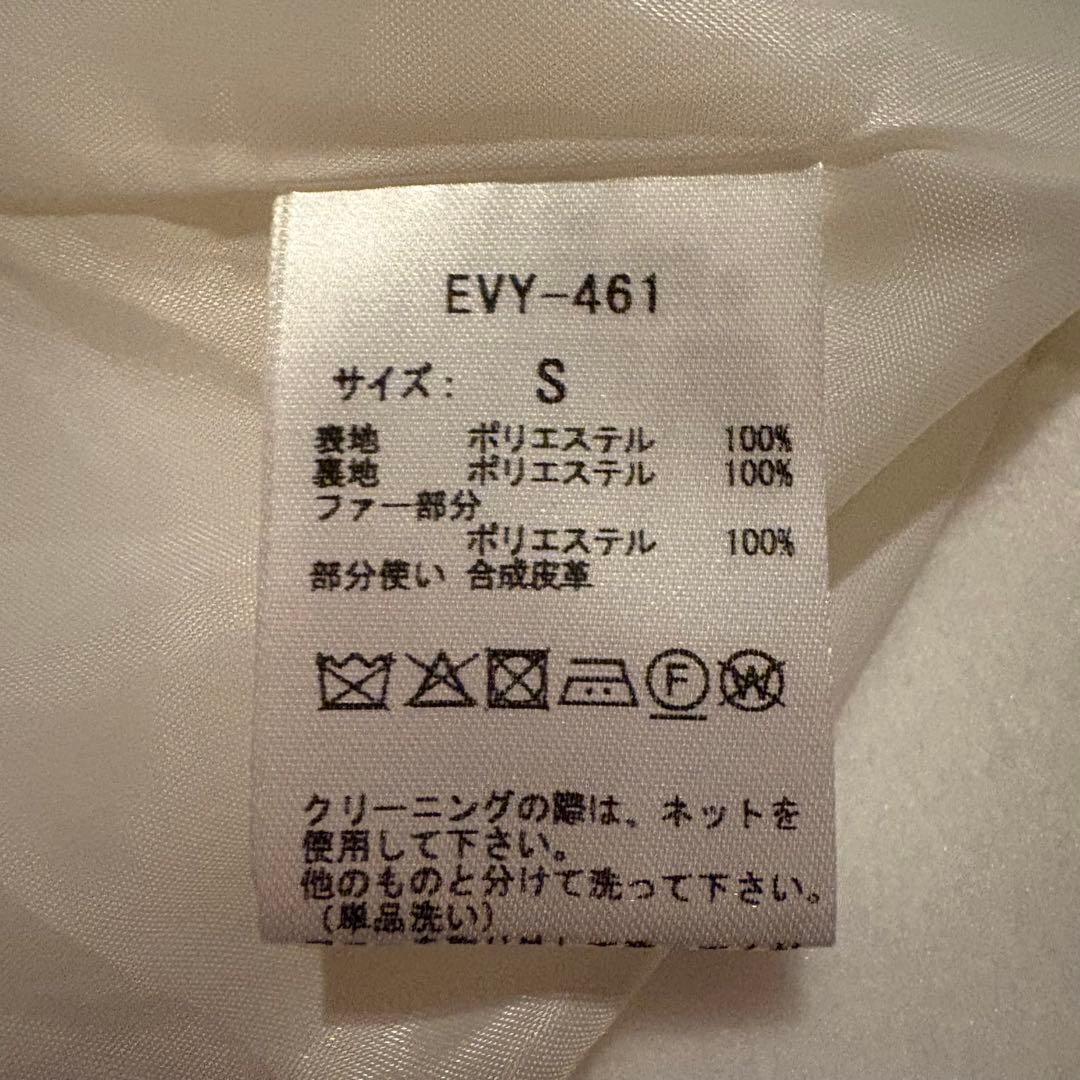 EVY-461
サイズ: S
表地 ポリエステル 100%
裏地 ポリエステル 100%
ファー部分
ポリエステル 100%
部分使い 合成皮革
F W
クリーニングの際は、ネットを
使用して下さい。
他のものと分けて洗って下さい。
(単品洗い)